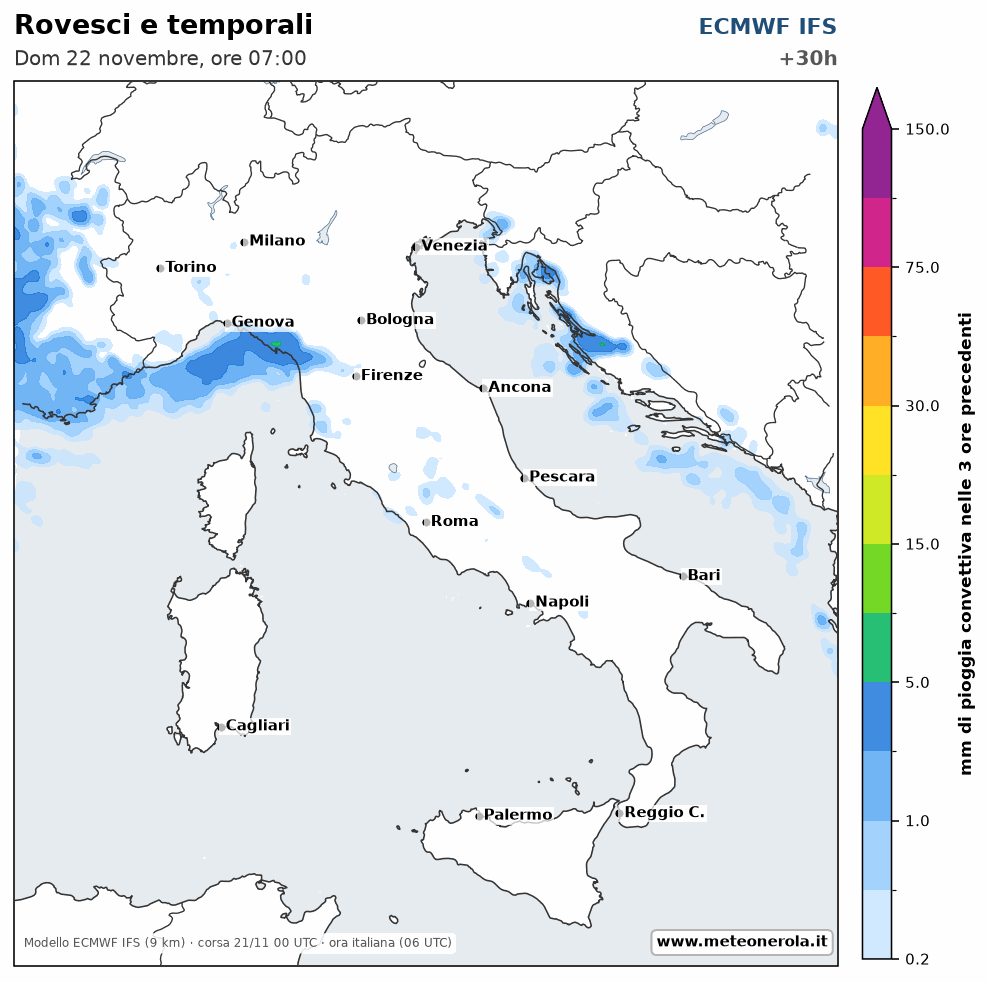 Rovesci e temporali
ECMWF IFS
Dom 22 novembre, ore 07:00
+30h
150.0
75.0
30.0
15.0
5.0
1.0
0.2
mm di pioggia convettiva nelle 3 ore precedenti
Milano
Venezia
Torino
Genova
Bologna
Firenze
Ancona
Pescara
Roma
Bari
Napoli
Cagliari
Palermo
Reggio C.
Modello ECMWF IFS (9 km) · corsa 21/11 00 UTC · ora italiana (06 UTC)
www.meteonerola.it